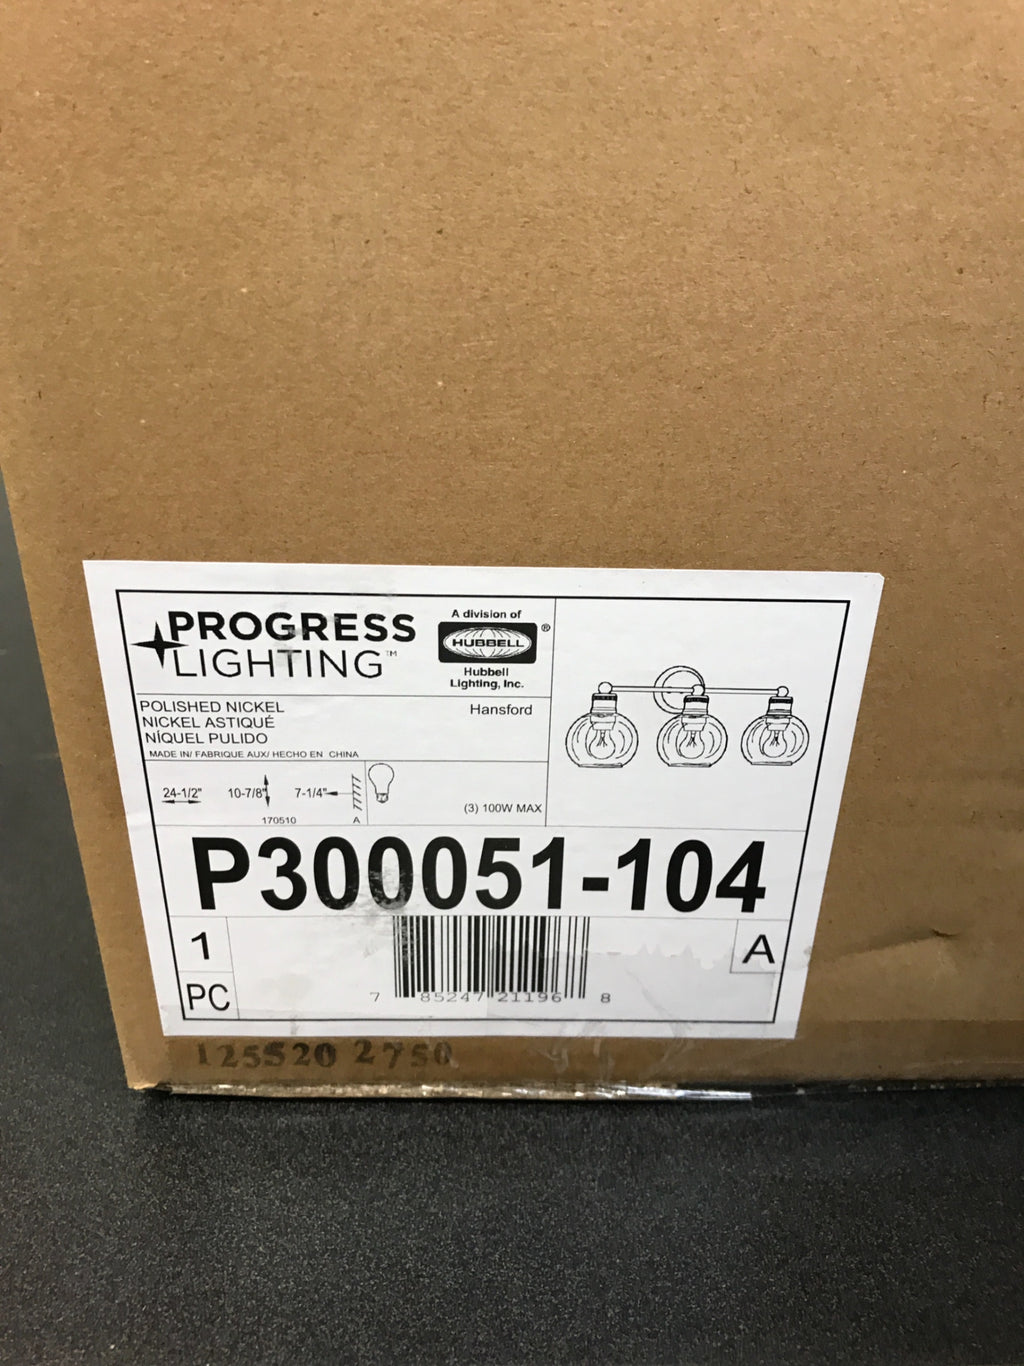 PROGRESS
LIGHTING™
A division of
HUBBELL®
Hubbell
Lighting, Inc.
POLISHED NICKEL
NICKEL ASTIQUÉ
NÍQUEL PULIDO
Hansford
MADE IN/ FABRIQUE AUX/ HECHO EN CHINA
24-1/2" 10-7/8" 7-1/4"
170510 A
(3) 100W MAX
P300051-104
1
PC
A
7 85247 21196 8
125520 2750